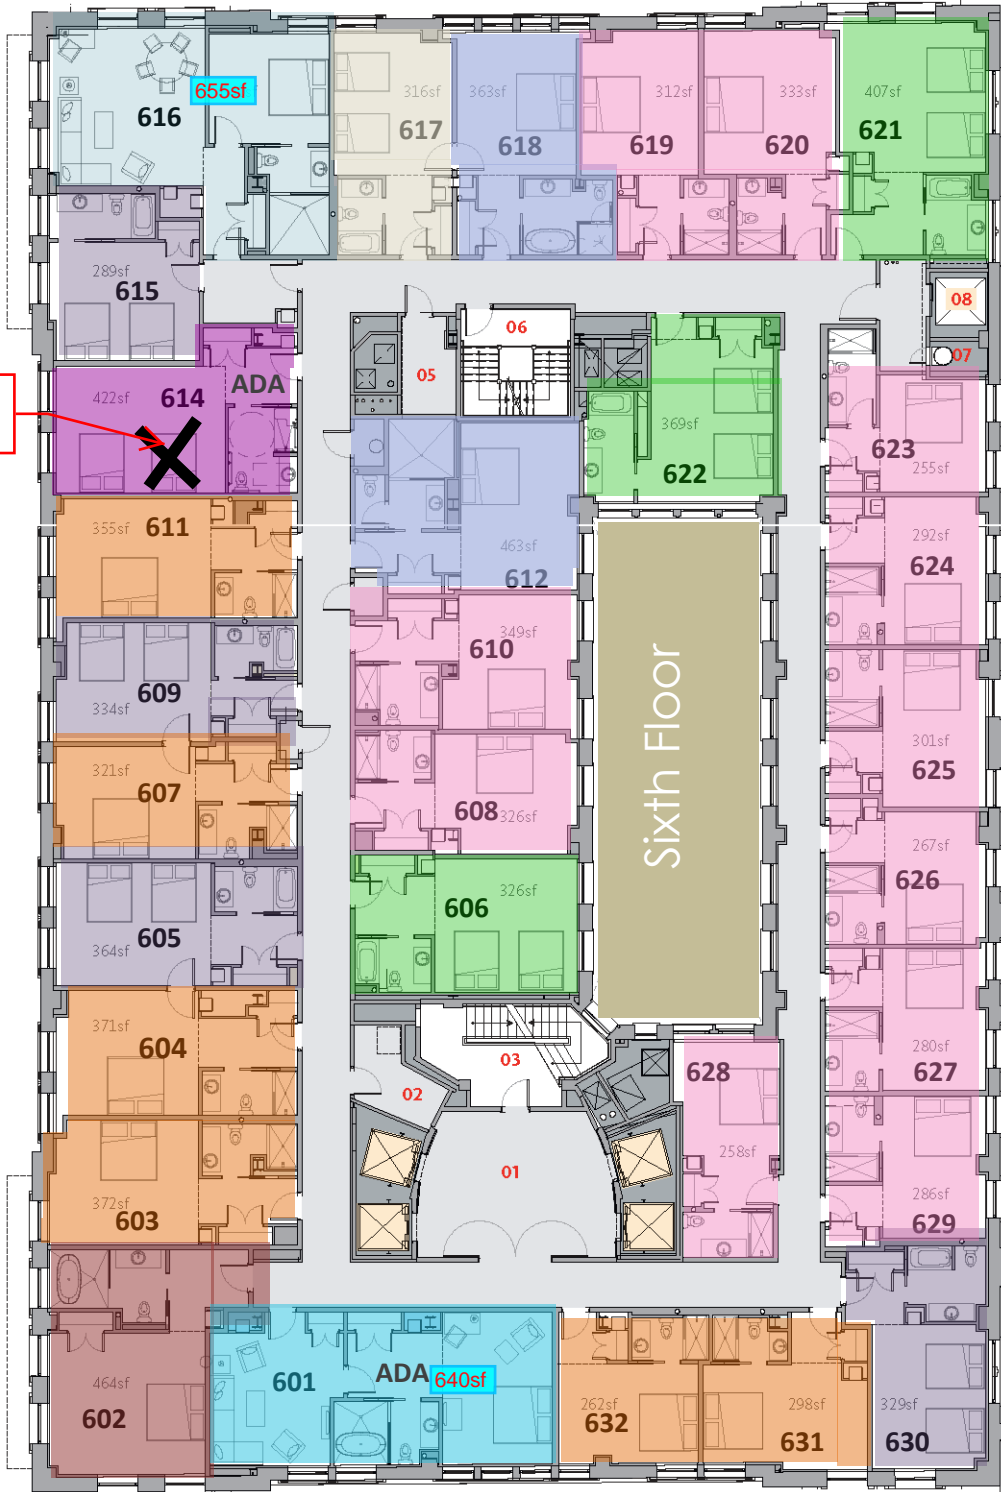 655sf
616
316sf
617
363sf
618
312sf
619
333sf
620
407sf
621
289sf
615
08
07
06
05
ADA
422sf
614
369sf
622
623
255sf
355sf
611
463sf
612
292sf
624
609
334sf
349sf
610
Sixth Floor
301sf
625
321sf
607
608
326sf
267sf
626
605
364sf
326sf
606
371sf
604
03
02
280sf
627
628
01
258sf
372sf
603
286sf
629
464sf
602
601
ADA
640sf
262sf
632
298sf
631
329sf
630